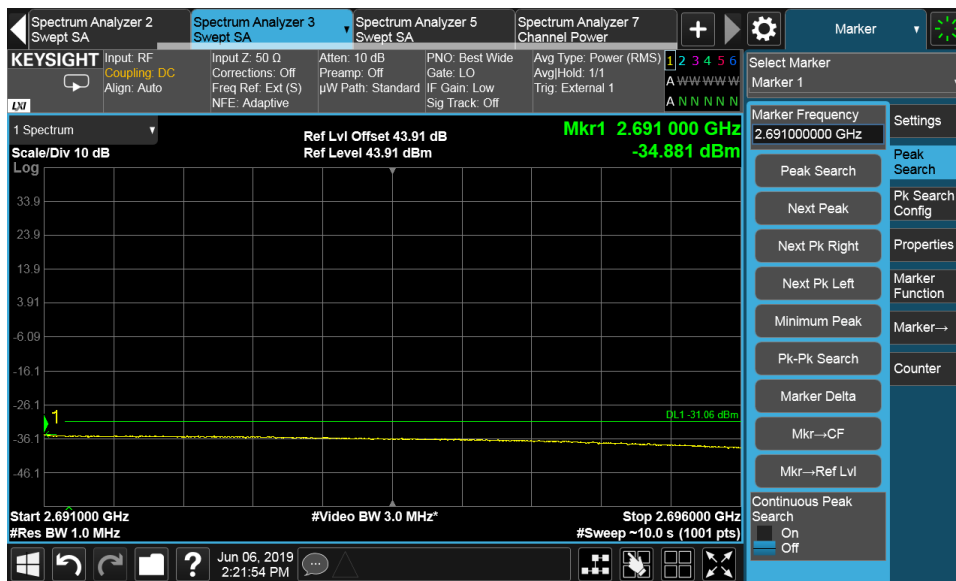 Spectrum Analyzer 2
Swept SA
Spectrum Analyzer 3
Swept SA
Spectrum Analyzer 5
Swept SA
Spectrum Analyzer 7
Channel Power
+
Marker
KEYSIGHT
LXI
Input: RF
Coupling: DC
Align: Auto
Input Z: 50 Ω
Corrections: Off
Freq Ref: Ext (S)
NFE: Adaptive
Atten: 10 dB
Preamp: Off
µW Path: Standard
PNO: Best Wide
Gate: LO
IF Gain: Low
Sig Track: Off
Avg Type: Power (RMS)
Avg|Hold: 1/1
Trig: External 1
1 2 3 4 5 6
A W W W W W
A N N N N N
Select Marker
Marker 1
1 Spectrum
Scale/Div 10 dB
Log
Ref Lvl Offset 43.91 dB
Ref Level 43.91 dBm
Mkr1 2.691 000 GHz
-34.881 dBm
33.9
23.9
13.9
3.91
-6.09
-16.1
-26.1
-36.1
-46.1
1
DL1 -31.06 dBm
Start 2.691000 GHz
#Res BW 1.0 MHz
#Video BW 3.0 MHz*
Stop 2.696000 GHz
#Sweep ~10.0 s (1001 pts)
Marker Frequency
2.691000000 GHz
Peak Search
Next Peak
Next Pk Right
Next Pk Left
Minimum Peak
Pk-Pk Search
Marker Delta
Mkr→CF
Mkr→Ref Lvl
Continuous Peak
Search
On
Off
Settings
Peak
Search
Pk Search
Config
Properties
Marker
Function
Marker→
Counter
?
Jun 06, 2019
2:21:54 PM